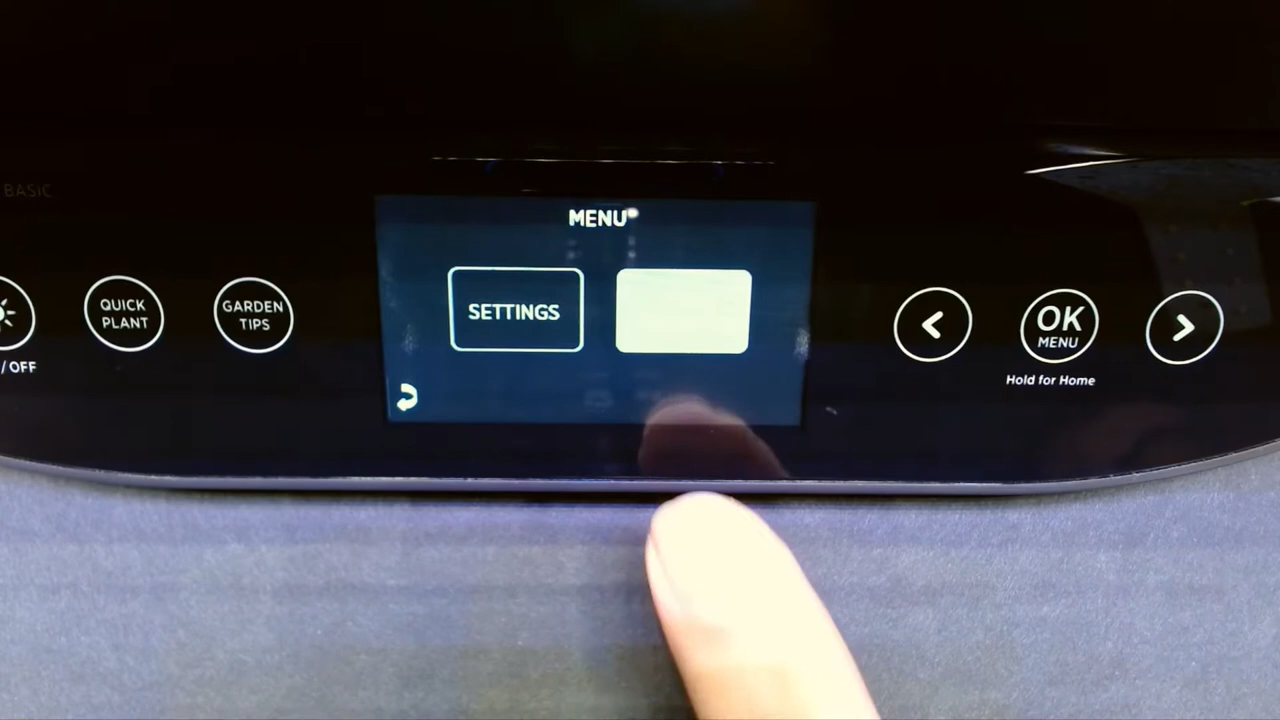 BASIC
MENU
SETTINGS
QUICK
PLANT
GARDEN
TIPS
/OFF
OK
MENU
Hold for Home